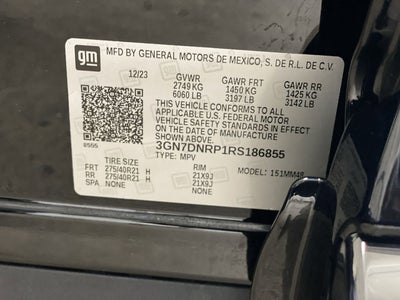 gm
MFD BY GENERAL MOTORS DE MEXICO, S. DE R.L. DE C.V.
12/23 GVWR GAWR FRT GAWR RR
2749 KG 1450 KG 1425 KG
6060 LB 3197 LB 3142 LB
THIS VEHICLE CONFORMS TO ALL
APPLICABLE U.S. FEDERAL MOTOR
VEHICLE SAFETY STANDARDS IN EFFECT
ON THE DATE OF MANUFACTURE
SHOWN ABOVE.
8555 3GN7DNRP1RS186855
TYPE: MPV
TIRE SIZE RIM MODEL: 151MM48
FRT 275/40R21 H 21X9J
RR 275/40R21 H 21X9J
SPA NONE NONE